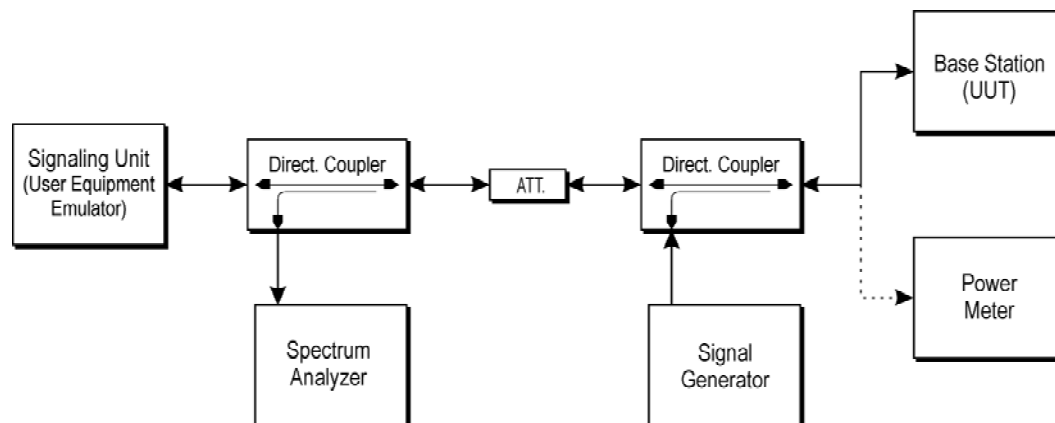 Base Station
(UUT)
Signaling Unit
(User Equipment
Emulator)
Direct. Coupler
ATT.
Direct. Coupler
Power
Meter
Spectrum
Analyzer
Signal
Generator